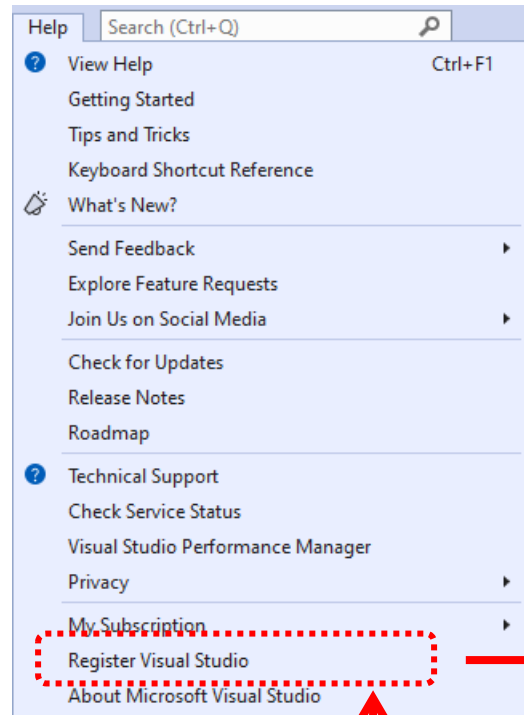 Help Search (Ctrl+Q)
View Help Ctrl+F1
Getting Started
Tips and Tricks
Keyboard Shortcut Reference
What's New?
Send Feedback
Explore Feature Requests
Join Us on Social Media
Check for Updates
Release Notes
Roadmap
Technical Support
Check Service Status
Visual Studio Performance Manager
Privacy
My Subscription
Register Visual Studio
About Microsoft Visual Studio